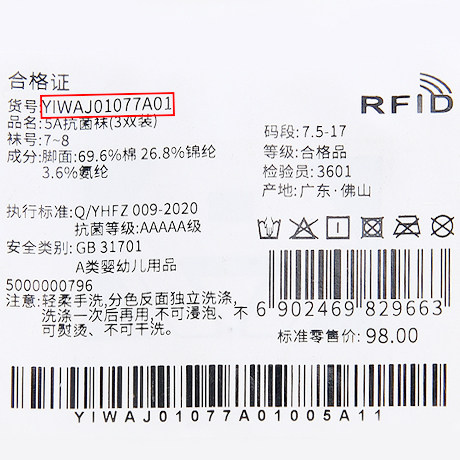 合格证
货号:YIWAJ01077A01
品名:5A抗菌袜(3双装)
袜号:7~8
成分:脚面:69.6%棉 26.8%锦纶
3.6%氨纶
RFID
码段: 7.5-17
等级: 合格品
检验员: 3601
产地: 广东·佛山
执行标准:Q/YHFZ 009-2020
抗菌等级:AAAAA级
安全类别:GB 31701
A类婴幼儿用品
5000000796
注意:轻柔手洗,分色反面独立洗涤,
洗涤一次后再用,不可浸泡、不
可熨烫、不可干洗。
6 902469 829663
标准零售价: 98.00
YIWAJ01077A01005A11